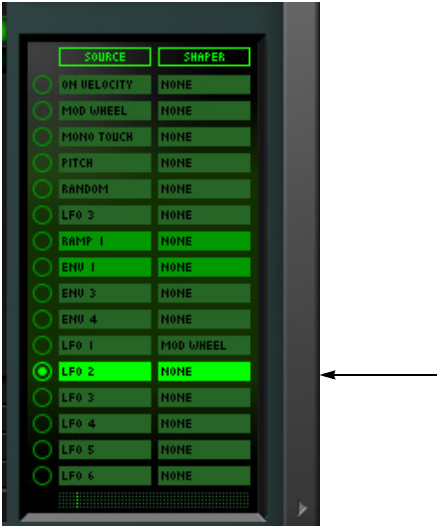 SOURCE SHAPER
ON VELOCITY NONE
MOD WHEEL NONE
MONO TOUCH NONE
PITCH NONE
RANDOM NONE
LFO 3 NONE
RAMP 1 NONE
ENV 1 NONE
ENV 3 NONE
ENV 4 NONE
LFO 1 MOD WHEEL
LFO 2 NONE
LFO 3 NONE
LFO 4 NONE
LFO 5 NONE
LFO 6 NONE